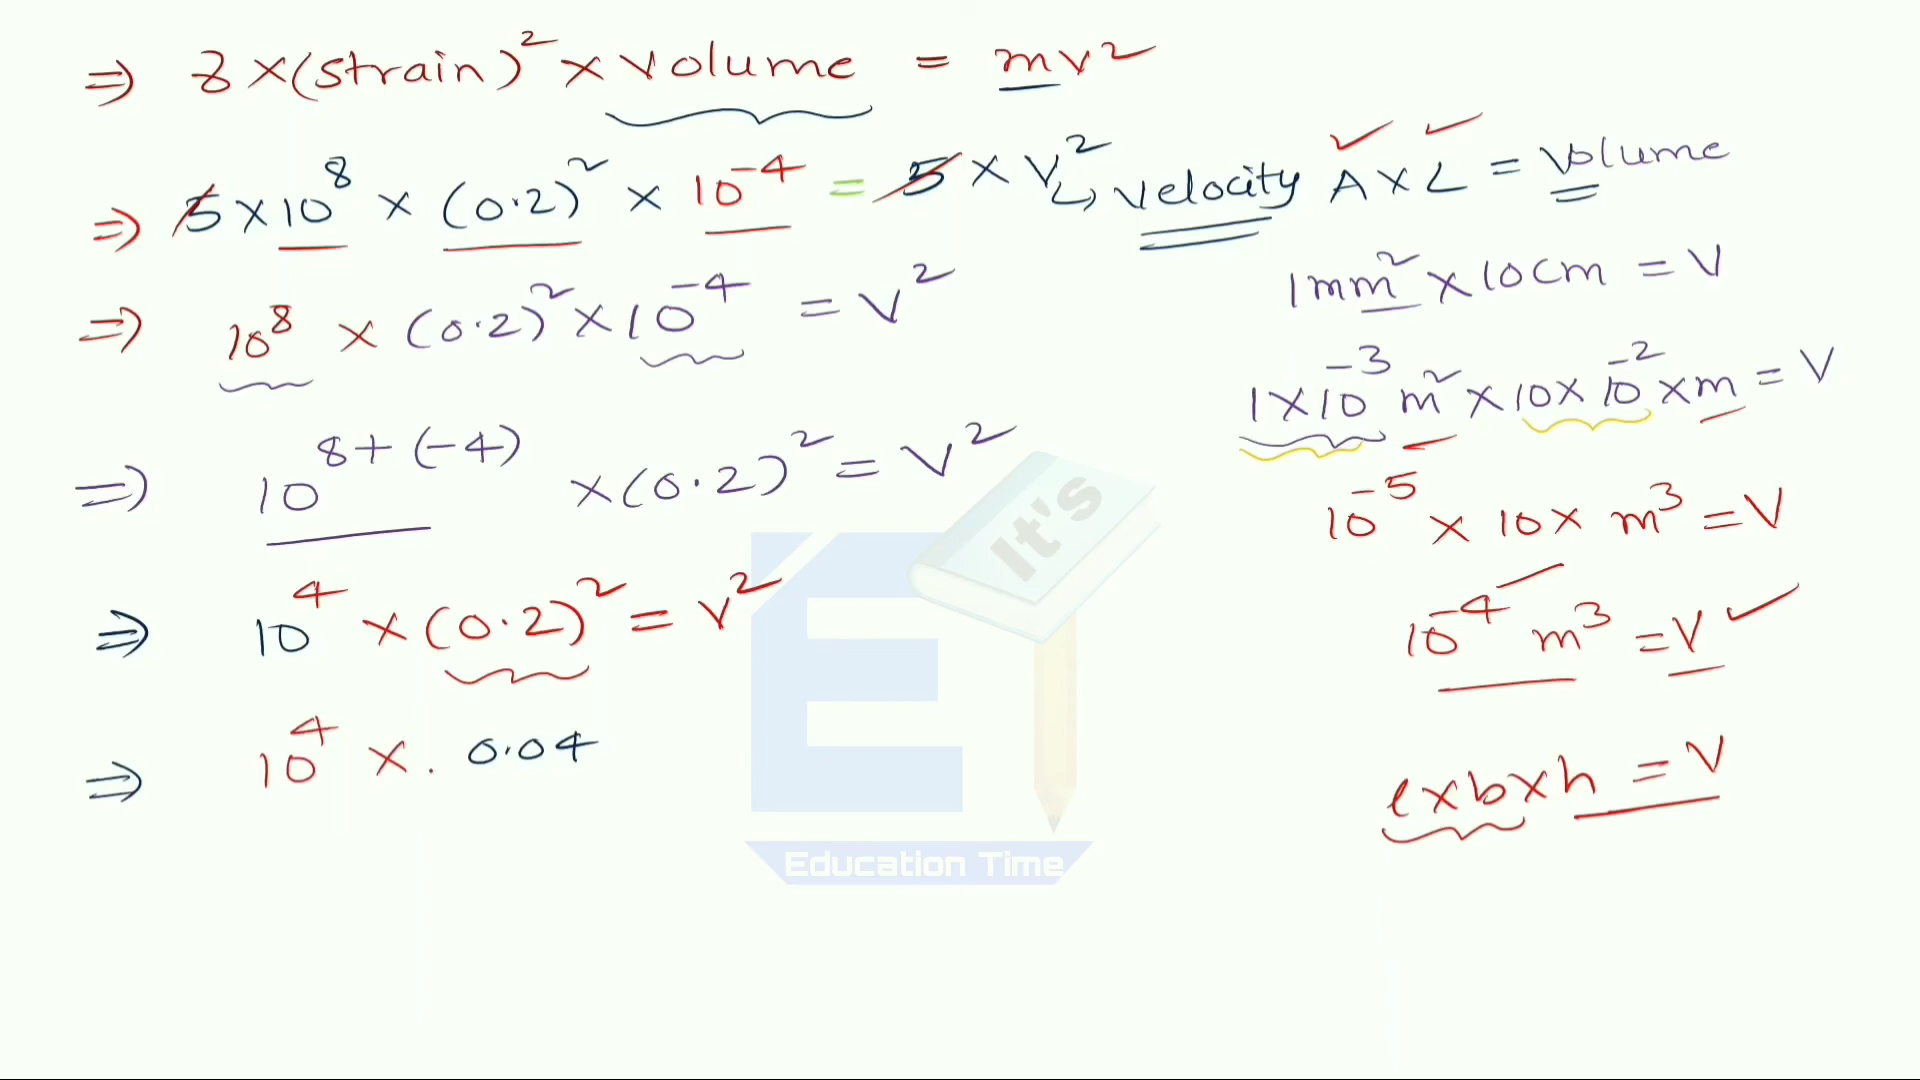 ⇒ 8 × (strain)² × volume = mv²
⇒ 5 × 10⁸ × (0.2)² × 10⁻⁴ = 5 × v² ↳ velocity
⇒ 10⁸ × (0.2)² × 10⁻⁴ = v²
⇒ 10⁸⁺⁽⁻⁴⁾ × (0.2)² = v²
⇒ 10⁴ × (0.2)² = v²
⇒ 10⁴ × . 0.04
A × L = volume
1mm² × 10cm = V
1 × 10⁻³ m² × 10 × 10⁻² × m = V
10⁻⁵ × 10 × m³ = V
10⁻⁴ m³ = V ✓
l × b × h = V
It's
E
Education Time